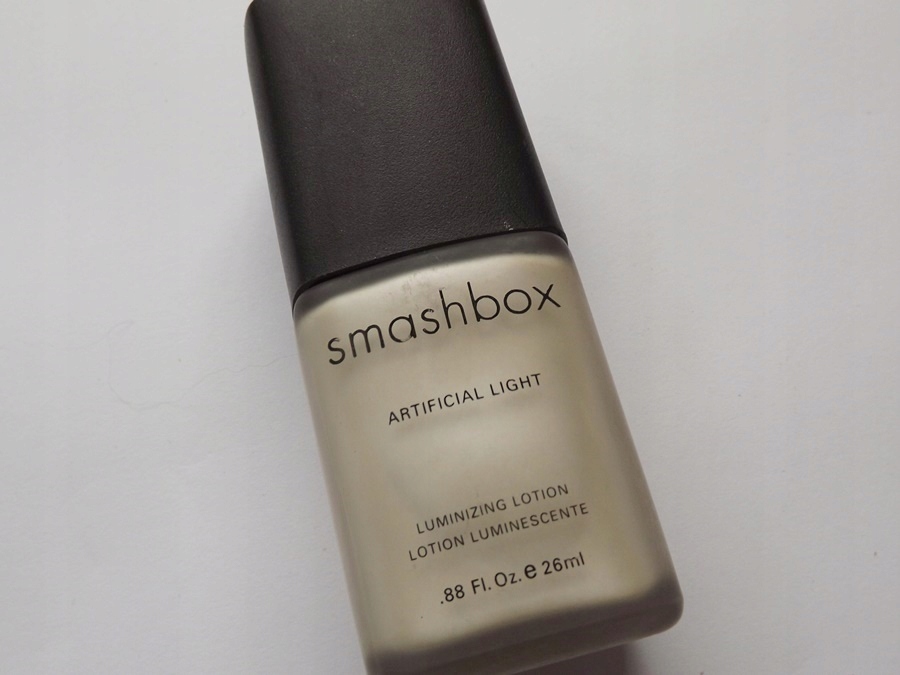 smashbox
ARTIFICIAL LIGHT
LUMINIZING LOTION
LOTION LUMINESCENTE
.88 Fl. Oz. e 26ml